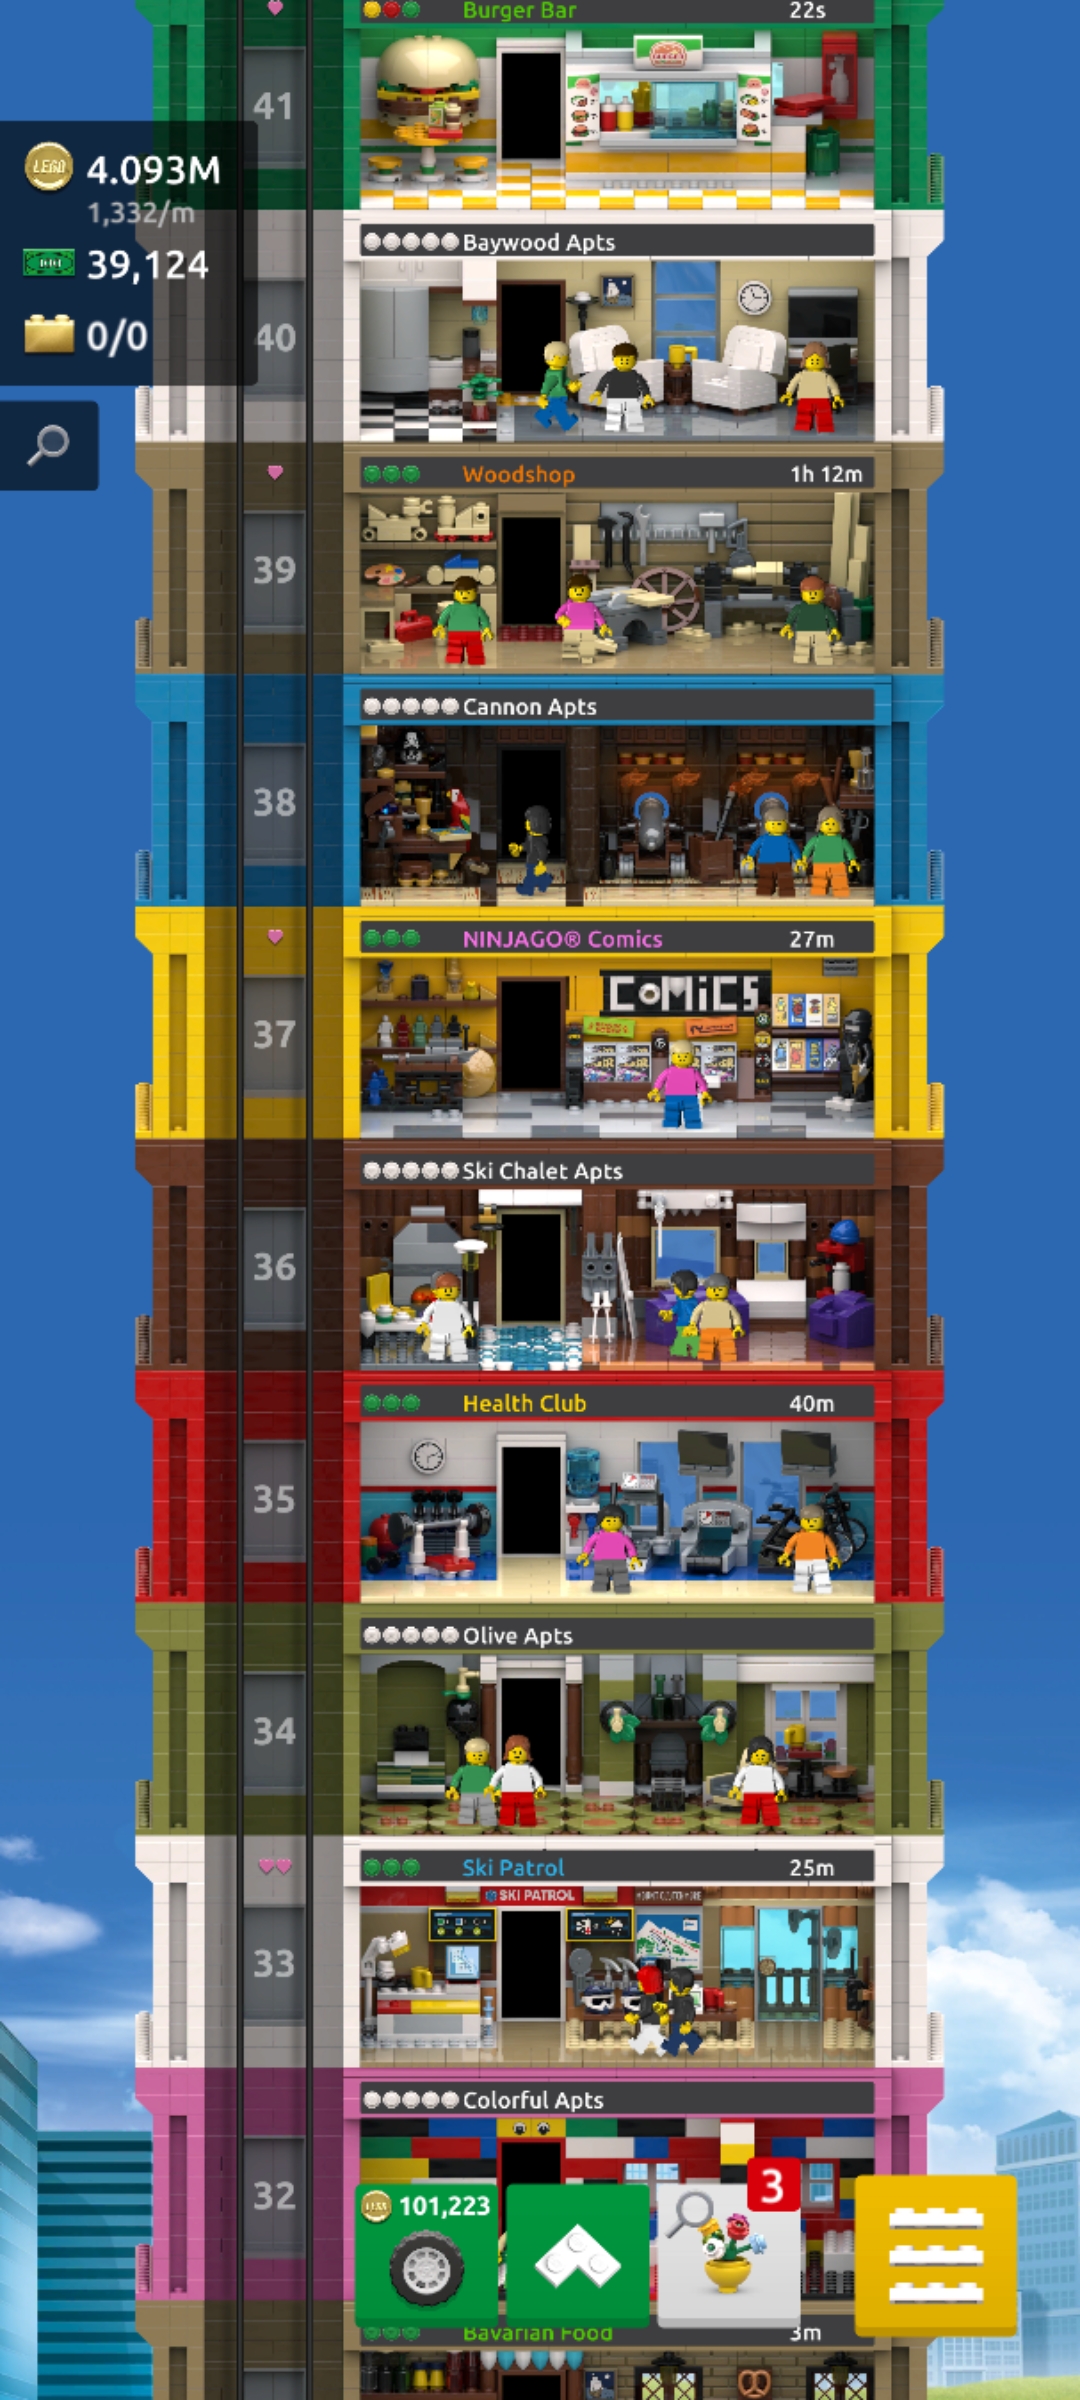 Burger Bar 22s
41
LEGO 4.093M
1,332/m
39,124
0/0
Baywood Apts
40
Woodshop 1h 12m
39
Cannon Apts
38
NINJAGO® Comics 27m
COMiCS
37
Ski Chalet Apts
36
Health Club 40m
35
Olive Apts
34
Ski Patrol 25m
SKI PATROL
33
Colorful Apts
32
3
101,223
Bavarian Food 3m